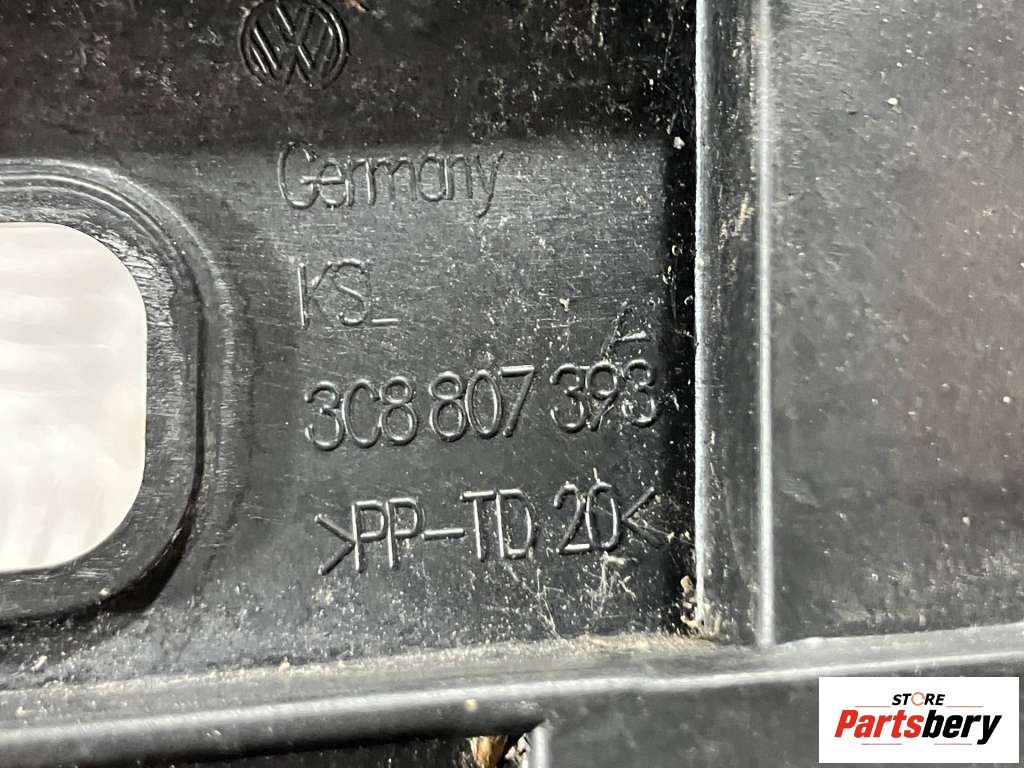 Germany
KSL
3C8 807 393
>PP-TD 20<
STORE
Partsbery